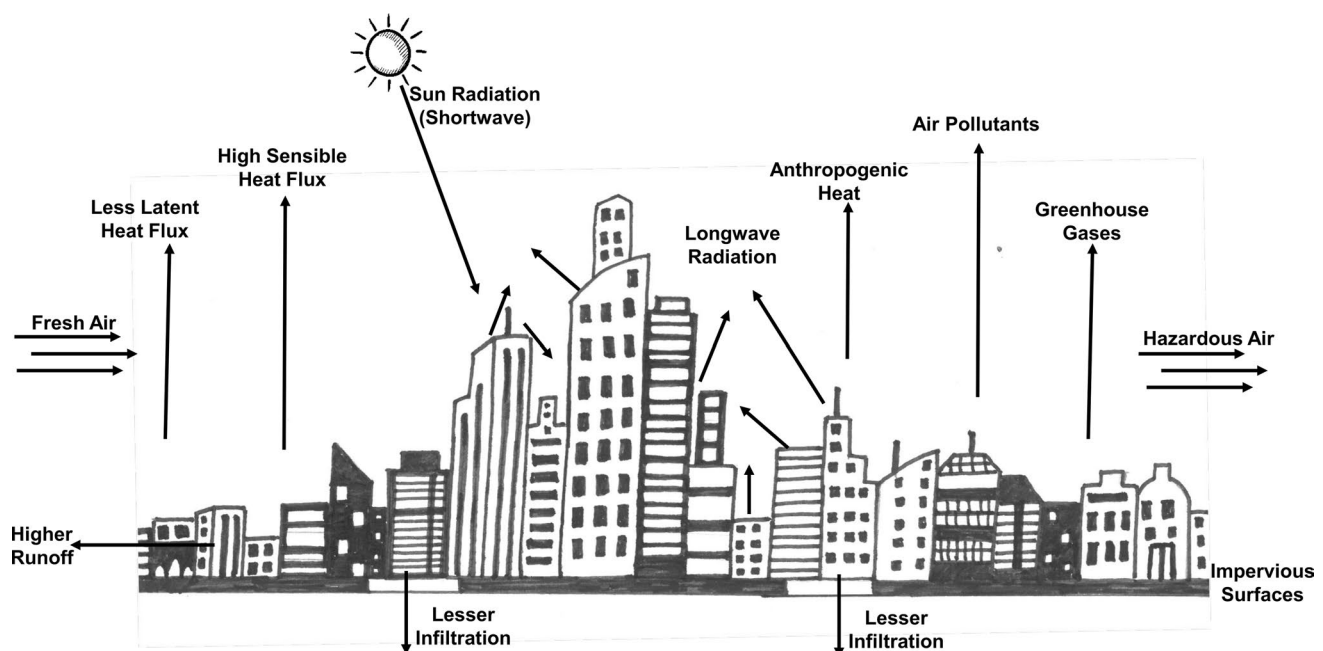 Sun Radiation
(Shortwave)
Air Pollutants
High Sensible
Heat Flux
Anthropogenic
Heat
Less Latent
Heat Flux
Longwave
Radiation
Greenhouse
Gases
Fresh Air
Hazardous Air
Higher
Runoff
Impervious
Surfaces
Lesser
Infiltration
Lesser
Infiltration